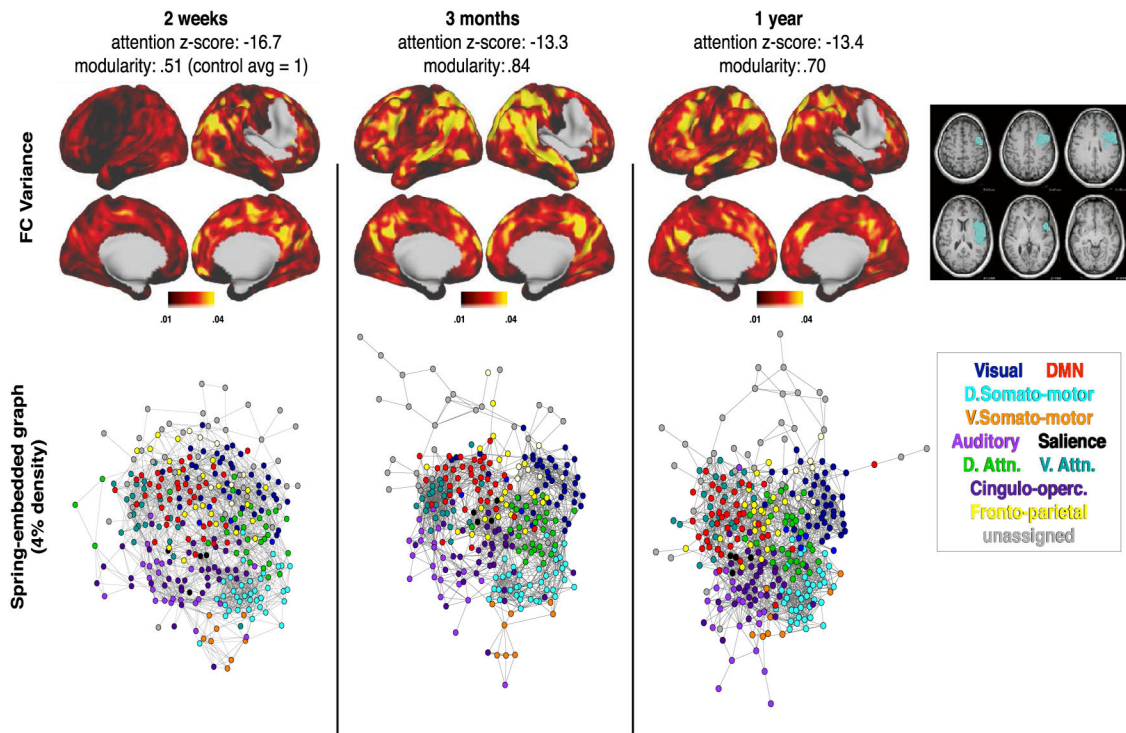 2 weeks
attention z-score: -16.7
modularity: .51 (control avg = 1)
3 months
attention z-score: -13.3
modularity: .84
1 year
attention z-score: -13.4
modularity: .70
FC Variance
.01 .04
.01 .04
.01 .04
Spring-embedded graph
(4% density)
Visual DMN
D.Somato-motor
V.Somato-motor
Auditory Salience
D. Attn. V. Attn.
Cingulo-operc.
Fronto-parietal
unassigned